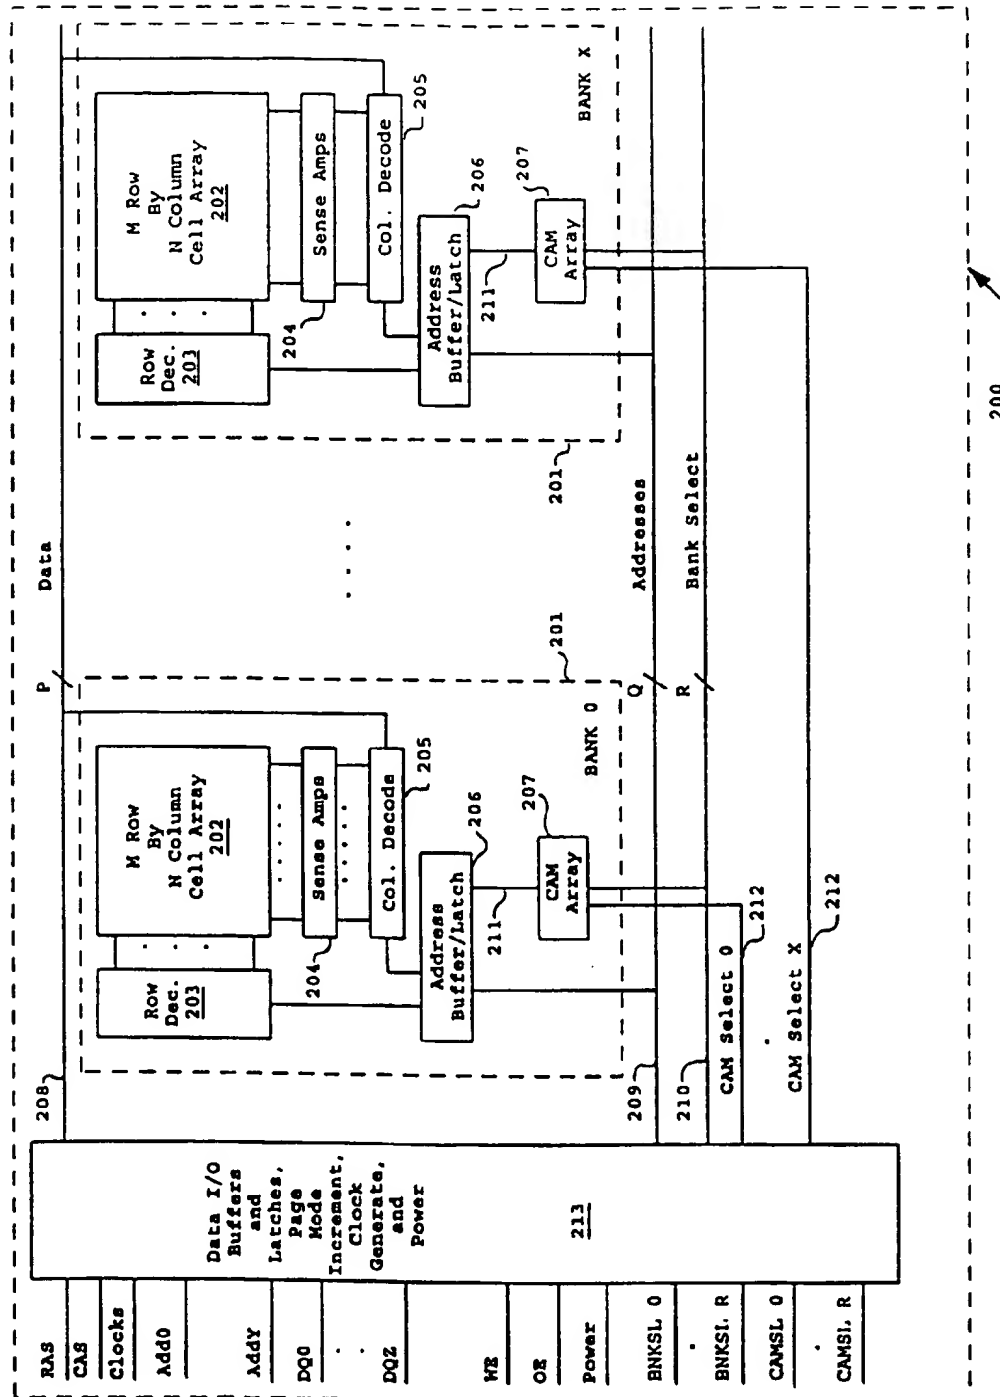 RAS
CAS
Clocks
Add0
AddY
DQ0
DQZ
WE
OE
Power
BNKSL 0
BNKSL R
CAMSL 0
CAMSL R
Data I/O
Buffers
and
Latches,
Page
Mode
Increment,
Clock
Generate,
and
Power
213
208
P
Data
M Row
By
N Column
Cell Array
202
Row
Dec.
203
Sense Amps
204
Col. Decode
205
Address
Buffer/Latch
206
211
CAM
Array
207
BANK 0
201
. . . .
M Row
By
N Column
Cell Array
202
Row
Dec.
203
Sense Amps
204
Col. Decode
205
Address
Buffer/Latch
206
211
CAM
Array
207
BANK X
201
209
Q
Addresses
210
R
Bank Select
CAM Select 0
212
CAM Select X
212
200